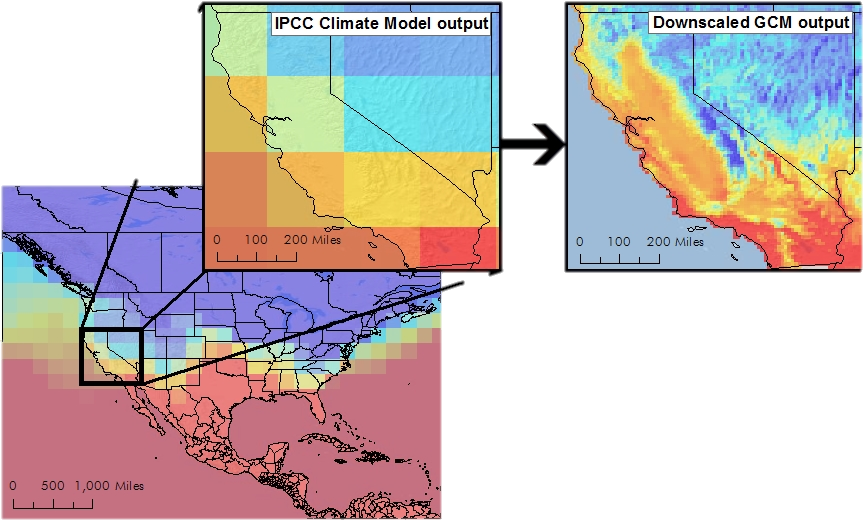 IPCC Climate Model output
Downscaled GCM output
0 100 200 Miles
0 100 200 Miles
0 500 1,000 Miles